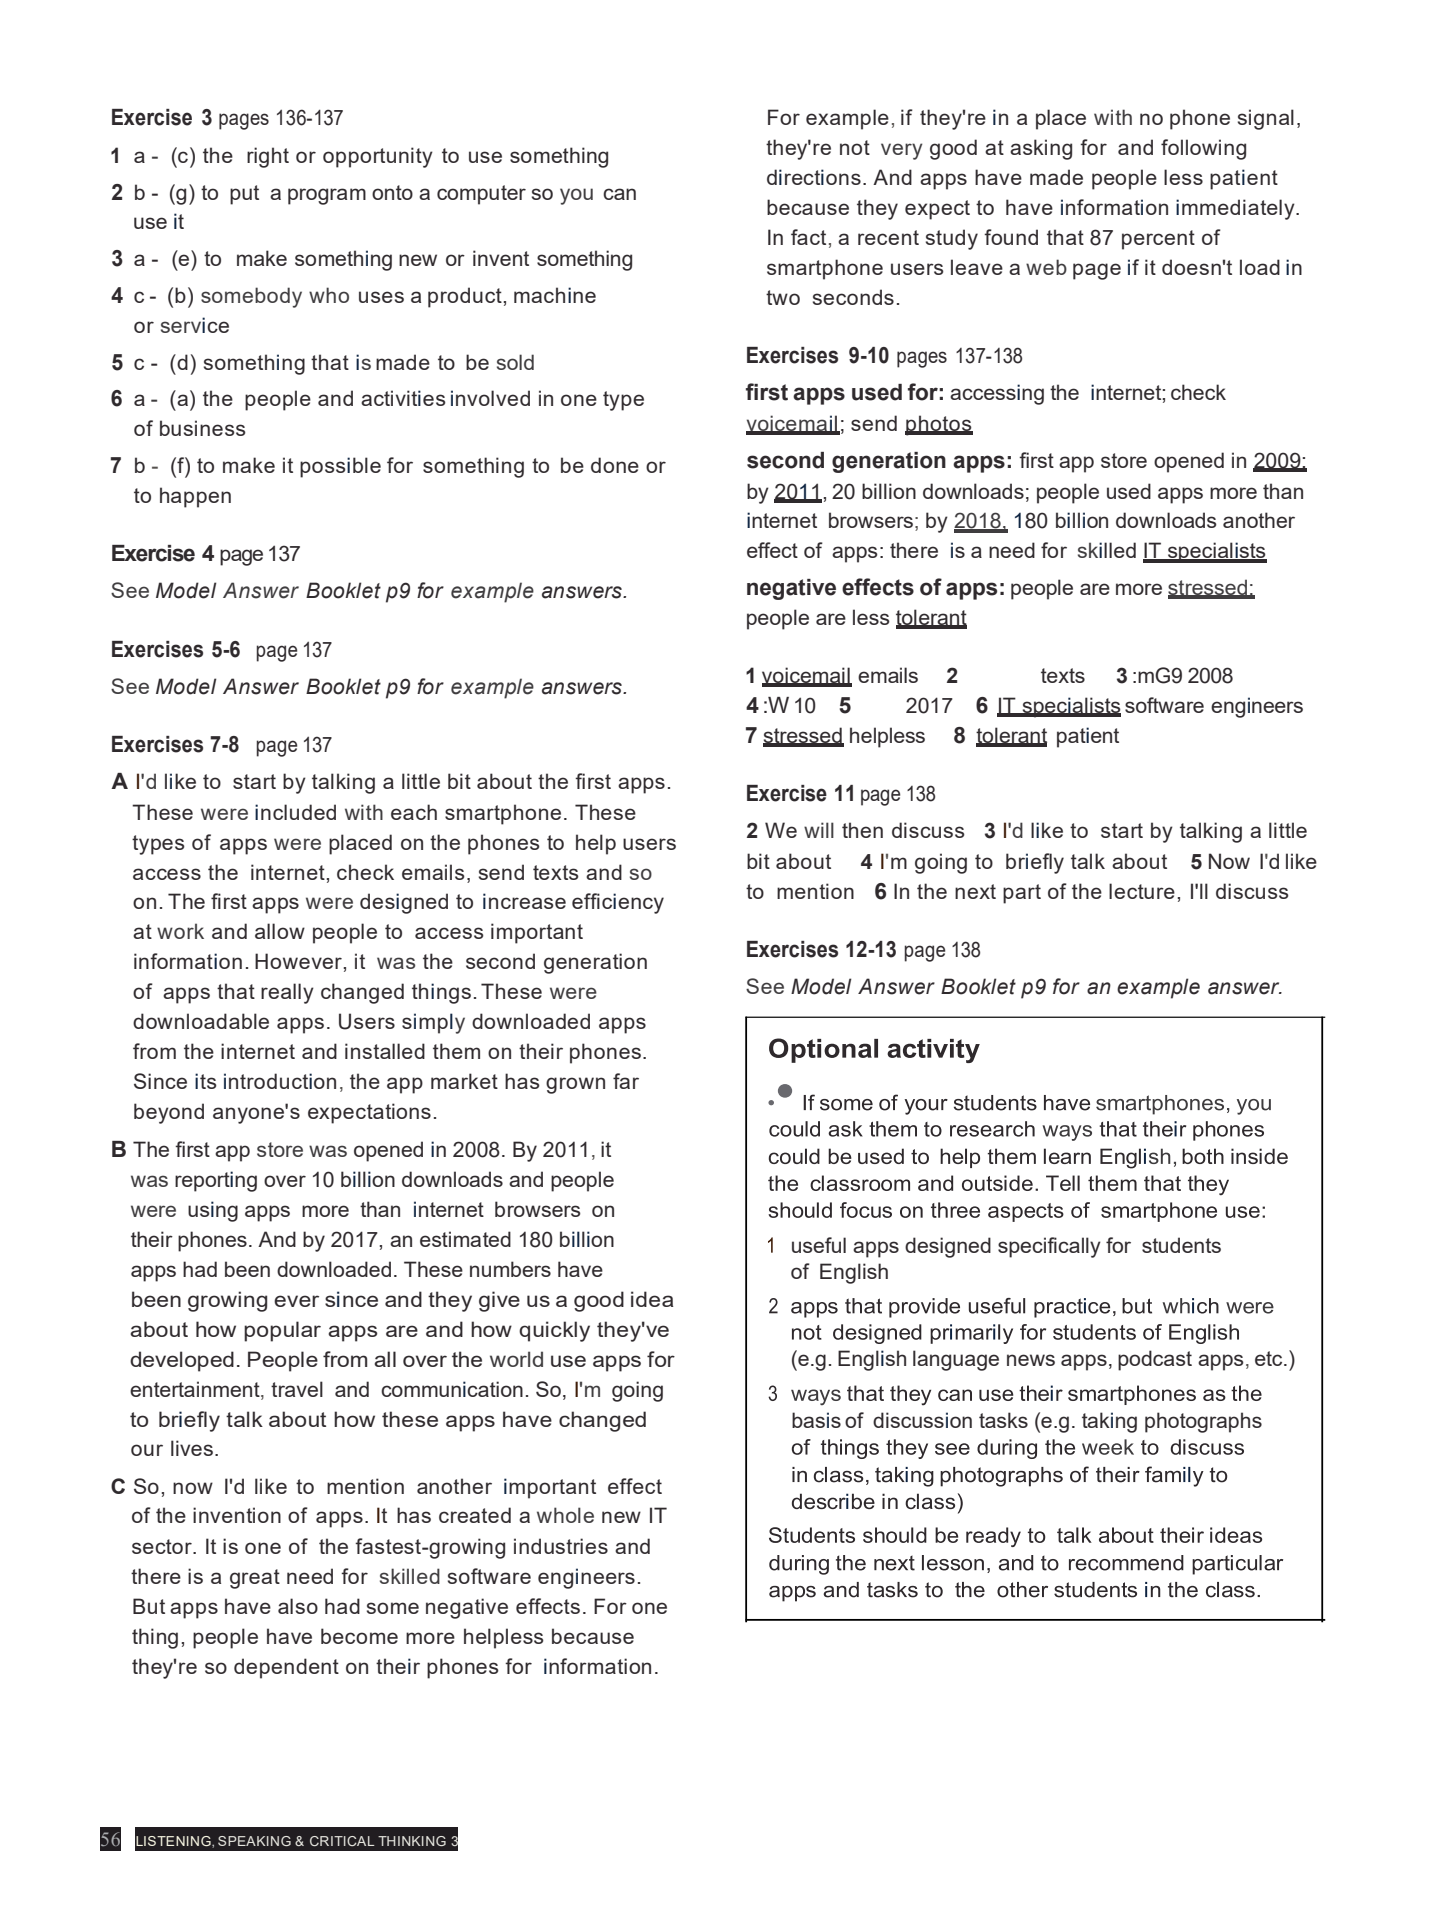 Exercise 3 pages 136-137
1 a - (c) the right or opportunity to use something
2 b - (g) to put a program onto a computer so you can
use it
3 a - (e) to make something new or invent something
4 c - (b) somebody who uses a product, machine
or service
5 c - (d) something that is made to be sold
6 a - (a) the people and activities involved in one type
of business
7 b - (f) to make it possible for something to be done or
to happen
Exercise 4 page 137
See Model Answer Booklet p9 for example answers.
Exercises 5-6 page 137
See Model Answer Booklet p9 for example answers.
Exercises 7-8 page 137
A I'd like to start by talking a little bit about the first apps.
These were included with each smartphone. These
types of apps were placed on the phones to help users
access the internet, check emails, send texts and so
on. The first apps were designed to increase efficiency
at work and allow people to access important
information. However, it was the second generation
of apps that really changed things. These were
downloadable apps. Users simply downloaded apps
from the internet and installed them on their phones.
Since its introduction, the app market has grown far
beyond anyone's expectations.
B The first app store was opened in 2008. By 2011, it
was reporting over 10 billion downloads and people
were using apps more than internet browsers on
their phones. And by 2017, an estimated 180 billion
apps had been downloaded. These numbers have
been growing ever since and they give us a good idea
about how popular apps are and how quickly they've
developed. People from all over the world use apps for
entertainment, travel and communication. So, I'm going
to briefly talk about how these apps have changed
our lives.
C So, now I'd like to mention another important effect
of the invention of apps. It has created a whole new IT
sector. It is one of the fastest-growing industries and
there is a great need for skilled software engineers.
But apps have also had some negative effects. For one
thing, people have become more helpless because
they're so dependent on their phones for information.
For example, if they're in a place with no phone signal,
they're not very good at asking for and following
directions. And apps have made people less patient
because they expect to have information immediately.
In fact, a recent study found that 87 percent of
smartphone users leave a web page if it doesn't load in
two seconds.
Exercises 9-10 pages 137-138
first apps used for: accessing the internet; check
voicemail; send photos
second generation apps: first app store opened in 2009;
by 2011, 20 billion downloads; people used apps more than
internet browsers; by 2018, 180 billion downloads another
effect of apps: there is a need for skilled IT specialists
negative effects of apps: people are more stressed;
people are less tolerant
1 voicemail emails 2 texts 3 :mG9 2008
4 :W 10 5 2017 6 IT specialists software engineers
7 stressed helpless 8 tolerant patient
Exercise 11 page 138
2 We will then discuss 3 I'd like to start by talking a little
bit about 4 I'm going to briefly talk about 5 Now I'd like
to mention 6 In the next part of the lecture, I'll discuss
Exercises 12-13 page 138
See Model Answer Booklet p9 for an example answer.
Optional activity
If some of your students have smartphones, you
could ask them to research ways that their phones
could be used to help them learn English, both inside
the classroom and outside. Tell them that they
should focus on three aspects of smartphone use:
1 useful apps designed specifically for students
of English
2 apps that provide useful practice, but which were
not designed primarily for students of English
(e.g. English language news apps, podcast apps, etc.)
3 ways that they can use their smartphones as the
basis of discussion tasks (e.g. taking photographs
of things they see during the week to discuss
in class, taking photographs of their family to
describe in class)
Students should be ready to talk about their ideas
during the next lesson, and to recommend particular
apps and tasks to the other students in the class.
56 LISTENING, SPEAKING & CRITICAL THINKING 3